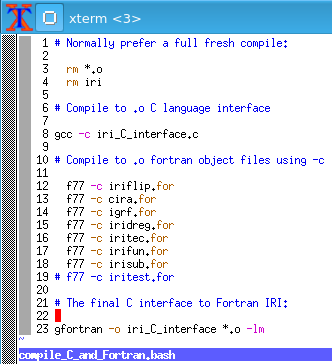 xterm <3>
1 # Normally prefer a full fresh compile:
2
3 rm *.o
4 rm iri
5
6 # Compile to .o C language interface
7
8 gcc -c iri_C_interface.c
9
10 # Compile to .o fortran object files using -c
11
12 f77 -c iriflip.for
13 f77 -c cira.for
14 f77 -c igrf.for
15 f77 -c iridreg.for
16 f77 -c iritec.for
17 f77 -c irifun.for
18 f77 -c irisub.for
19 # f77 -c iritest.for
20
21 # The final C interface to Fortran IRI:
22
23 gfortran -o iri_C_interface *.o -lm
~
compile_C_and_Fortran.bash